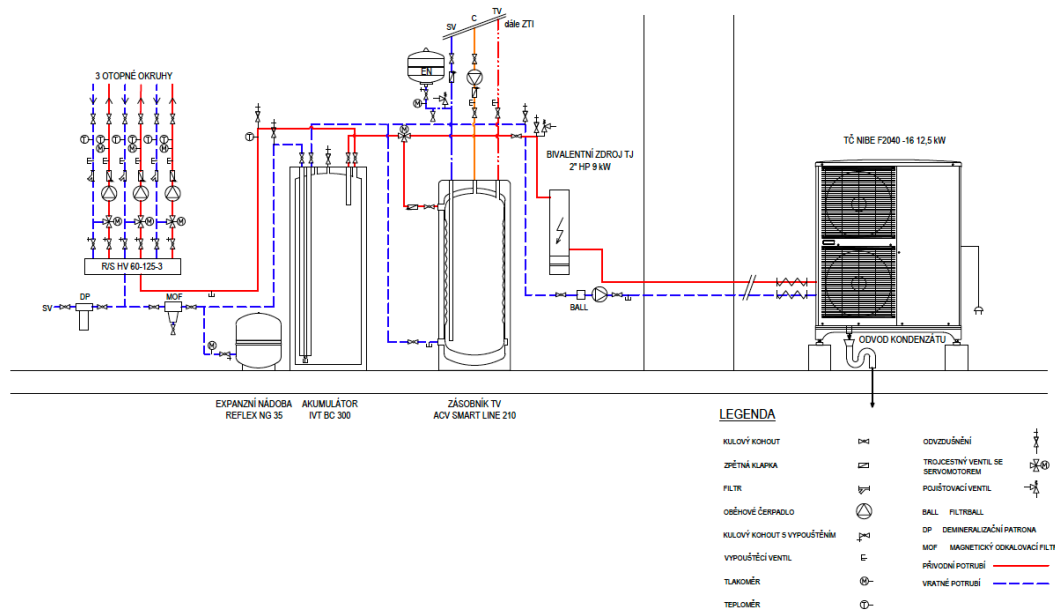 SV
C
TV
dále ZTI
EN
3 OTOPNÉ OKRUHY
M
T
T
T
T
M
M
M
T
M
M
M
BIVALENTNÍ ZDROJ TJ
2" HP 9 kW
TČ NIBE F2040 -16 12,5 kW
R/S HV 60-125-3
SV
DP
MOF
M
BALL
ODVOD KONDENZÁTU
EXPANZNÍ NÁDOBA
REFLEX NG 35
AKUMULÁTOR
IVT BC 300
ZÁSOBNÍK TV
ACV SMART LINE 210
LEGENDA
KULOVÝ KOHOUT
ZPĚTNÁ KLAPKA
FILTR
OBĚHOVÉ ČERPADLO
KULOVÝ KOHOUT S VYPOUŠTĚNÍM
VYPOUŠTĚCÍ VENTIL
TLAKOMĚR M
TEPLOMĚR T
ODVZDUŠNĚNÍ
TROJCESTNÝ VENTIL SE
SERVOMOTOREM M
POJIŠTOVACÍ VENTIL
BALL FILTRBALL
DP DEMINERALIZAČNÍ PATRONA
MOF MAGNETICKÝ ODKALOVACÍ FILTR
PŘIVODNÍ POTRUBÍ
VRATNÉ POTRUBÍ